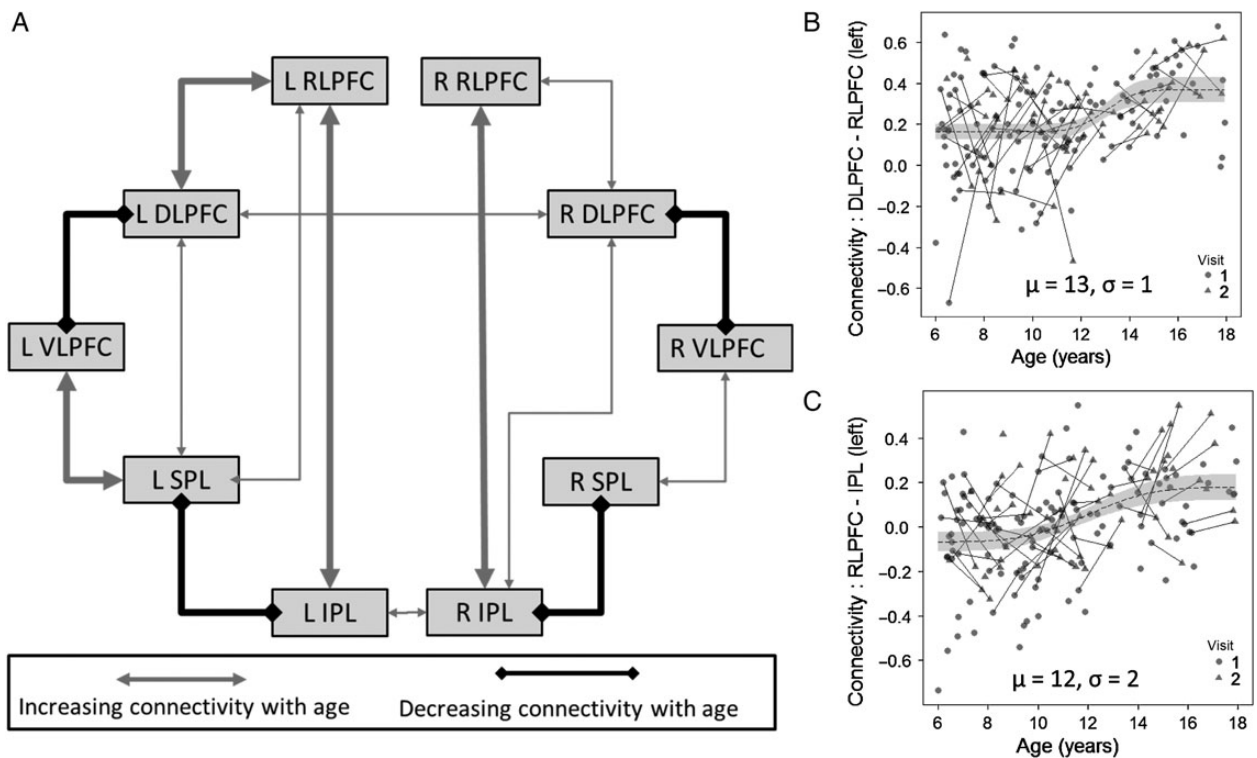 A
L RLPFC
R RLPFC
L DLPFC
R DLPFC
L VLPFC
R VLPFC
L SPL
R SPL
L IPL
R IPL
Increasing connectivity with age
Decreasing connectivity with age
B
Connectivity : DLPFC - RLPFC (left)
0.6
0.4
0.2
0.0
−0.2
−0.4
−0.6
μ = 13, σ = 1
Visit
1
2
6 8 10 12 14 16 18
Age (years)
C
Connectivity : RLPFC - IPL (left)
0.4
0.2
0.0
−0.2
−0.4
−0.6
μ = 12, σ = 2
Visit
1
2
6 8 10 12 14 16 18
Age (years)